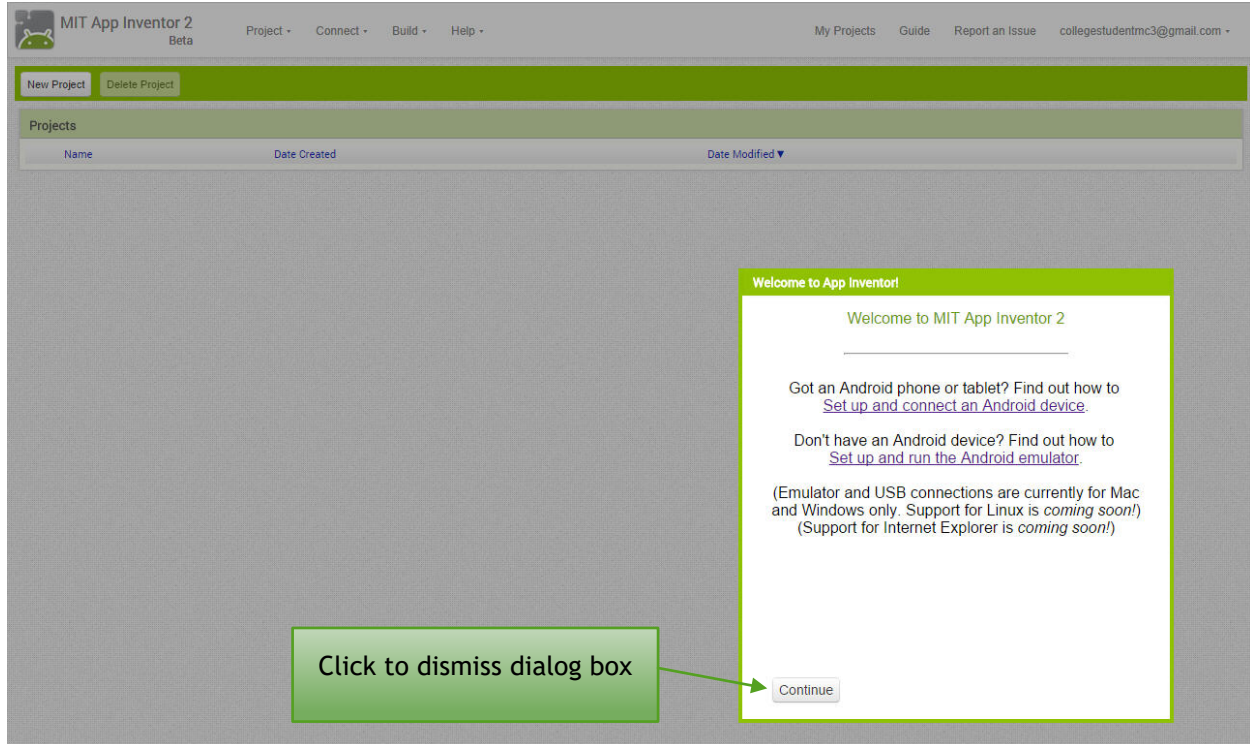 MIT App Inventor 2
Beta
Project Connect Build Help My Projects Guide Report an Issue collegestudentmc3@gmail.com
New Project Delete Project
Projects
Name Date Created Date Modified ▼
Welcome to App Inventor!
Welcome to MIT App Inventor 2
Got an Android phone or tablet? Find out how to
Set up and connect an Android device.
Don't have an Android device? Find out how to
Set up and run the Android emulator.
(Emulator and USB connections are currently for Mac
and Windows only. Support for Linux is coming soon!)
(Support for Internet Explorer is coming soon!)
Click to dismiss dialog box
Continue